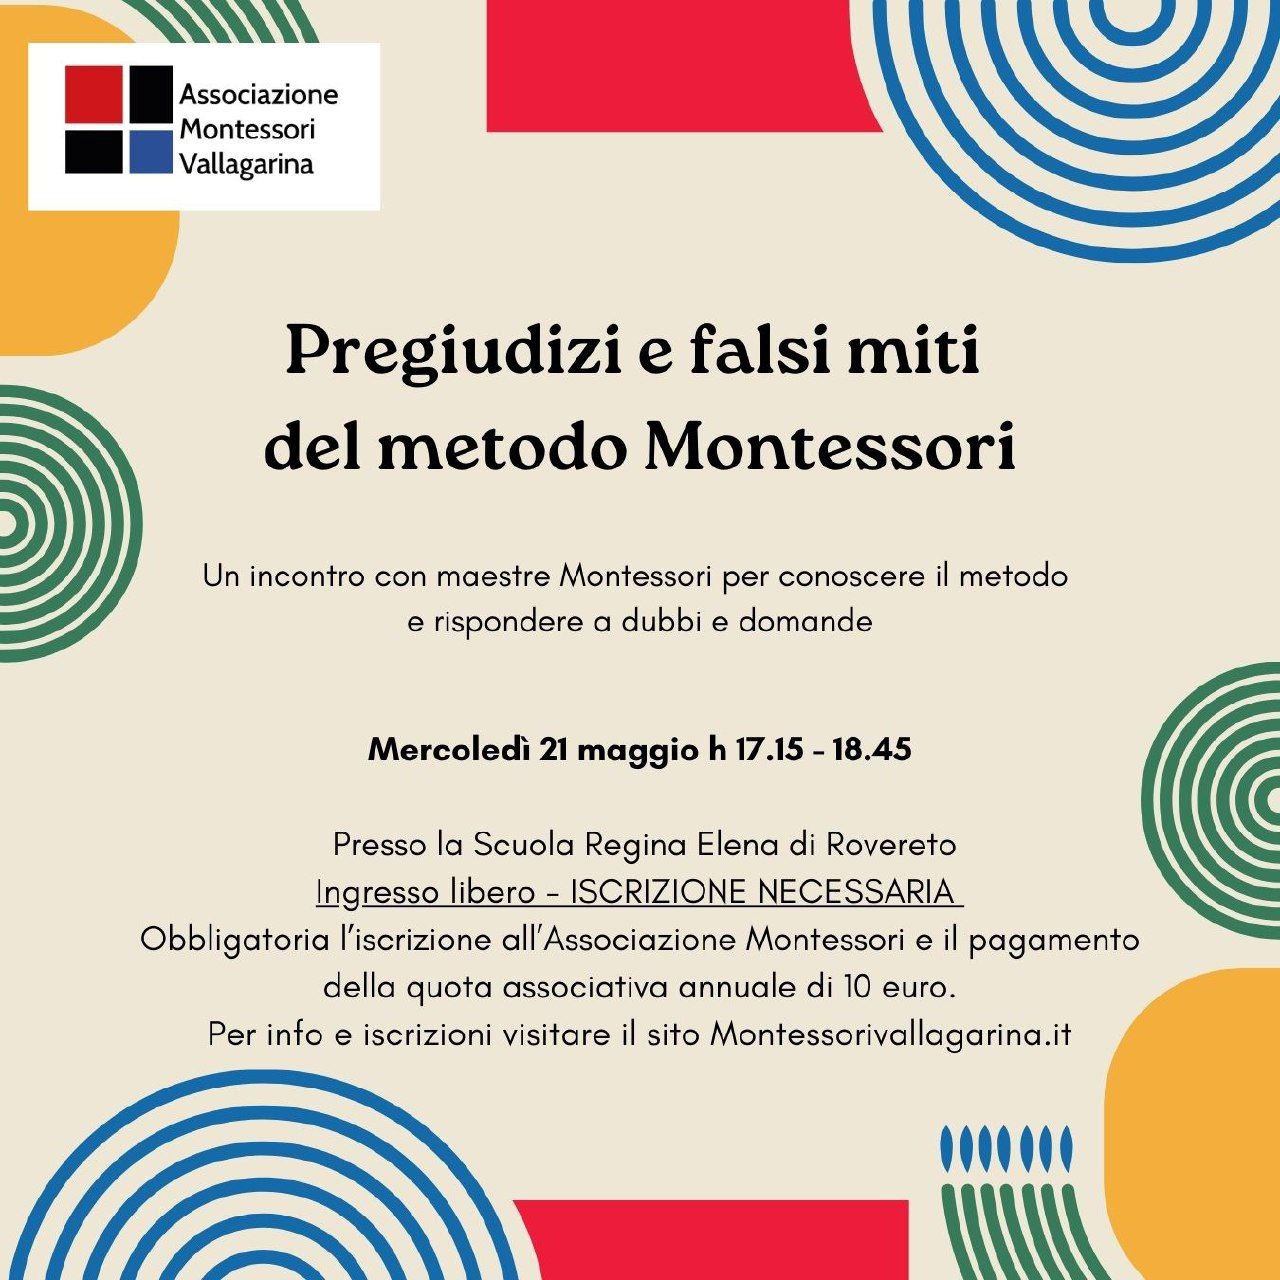 Associazione
Montessori
Vallagarina
Pregiudizi e falsi miti
del metodo Montessori
Un incontro con maestre Montessori per conoscere il metodo
e rispondere a dubbi e domande
Mercoledì 21 maggio h 17.15 - 18.45
Presso la Scuola Regina Elena di Rovereto
Ingresso libero - ISCRIZIONE NECESSARIA
Obbligatoria l'iscrizione all'Associazione Montessori e il pagamento
della quota associativa annuale di 10 euro.
Per info e iscrizioni visitare il sito Montessorivallagarina.it